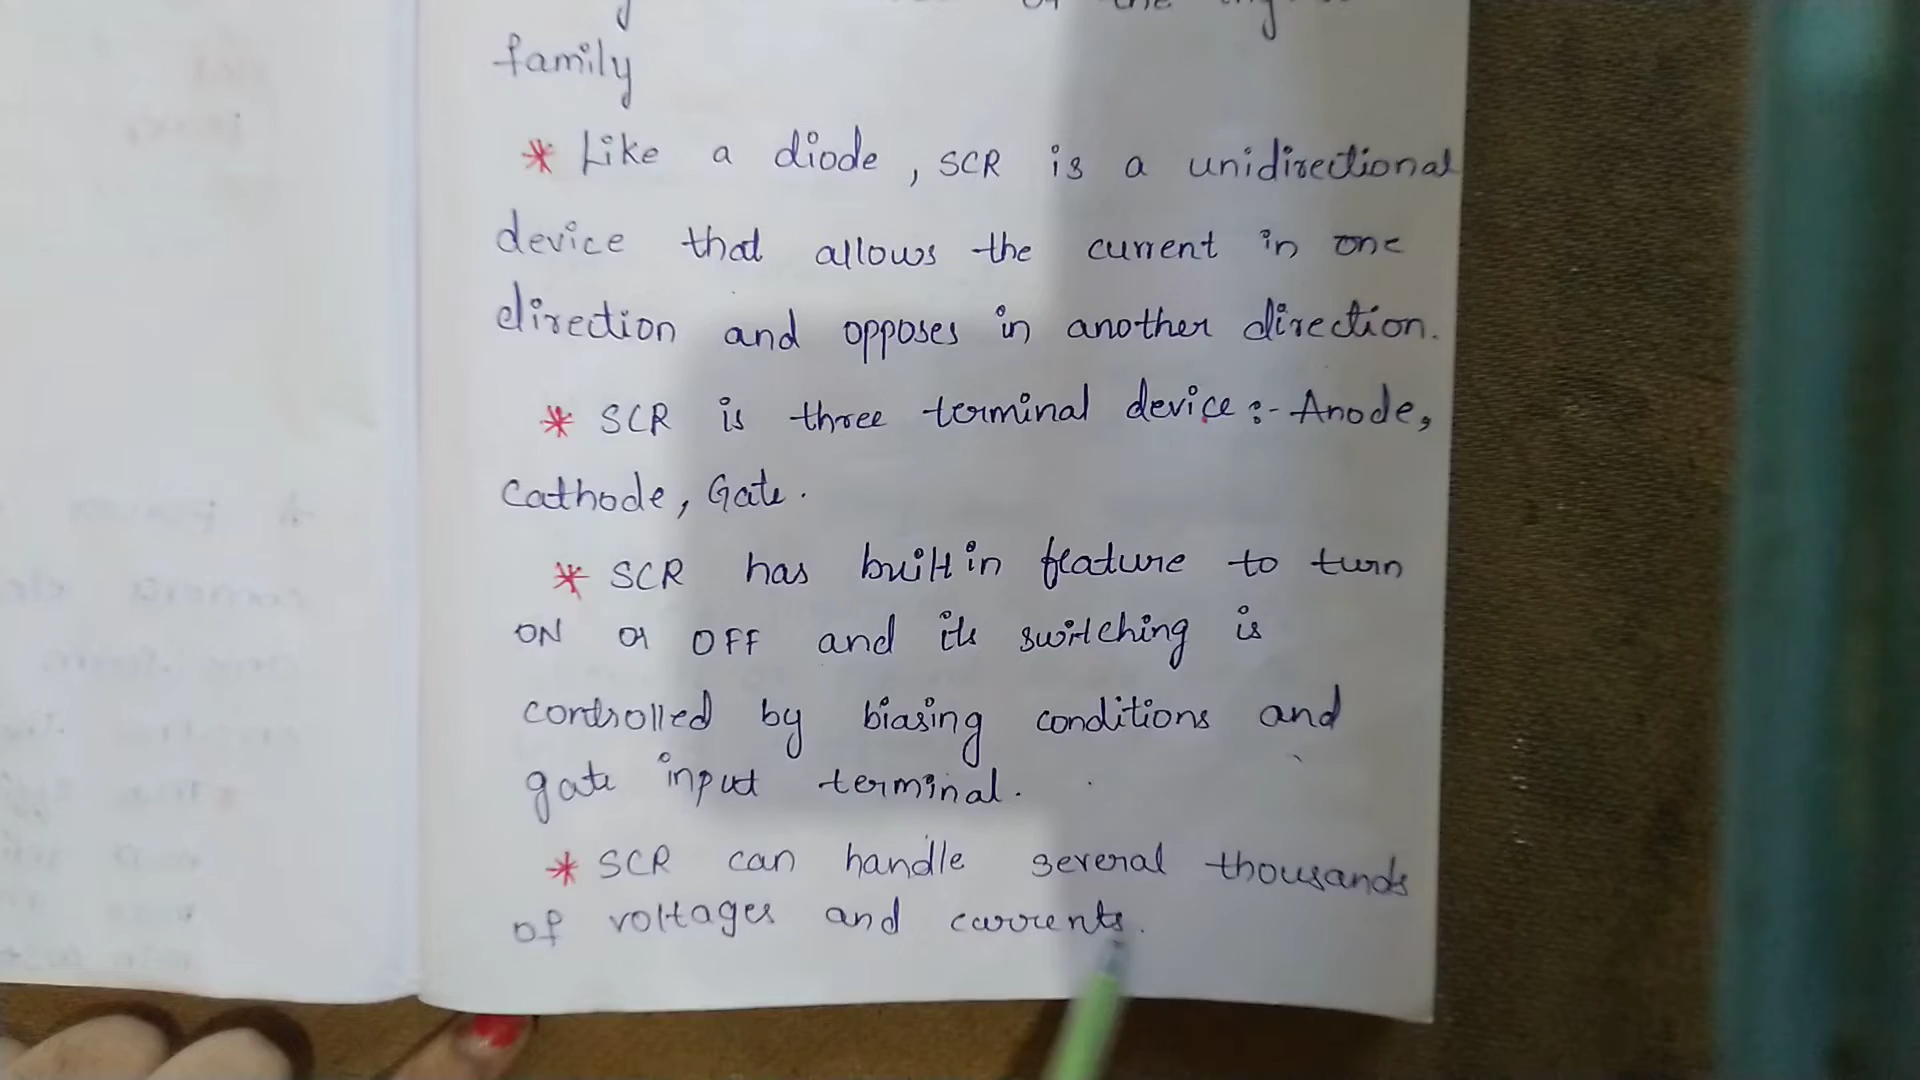 of the
family
* Like a diode, SCR is a unidirectional
device that allows the current in one
direction and opposes in another direction.
* SCR is three terminal device :- Anode,
Cathode, Gate.
* SCR has built in feature to turn
ON or OFF and its switching is
controlled by biasing conditions and
gate input terminal.
* SCR can handle several thousands
of voltages and currents.